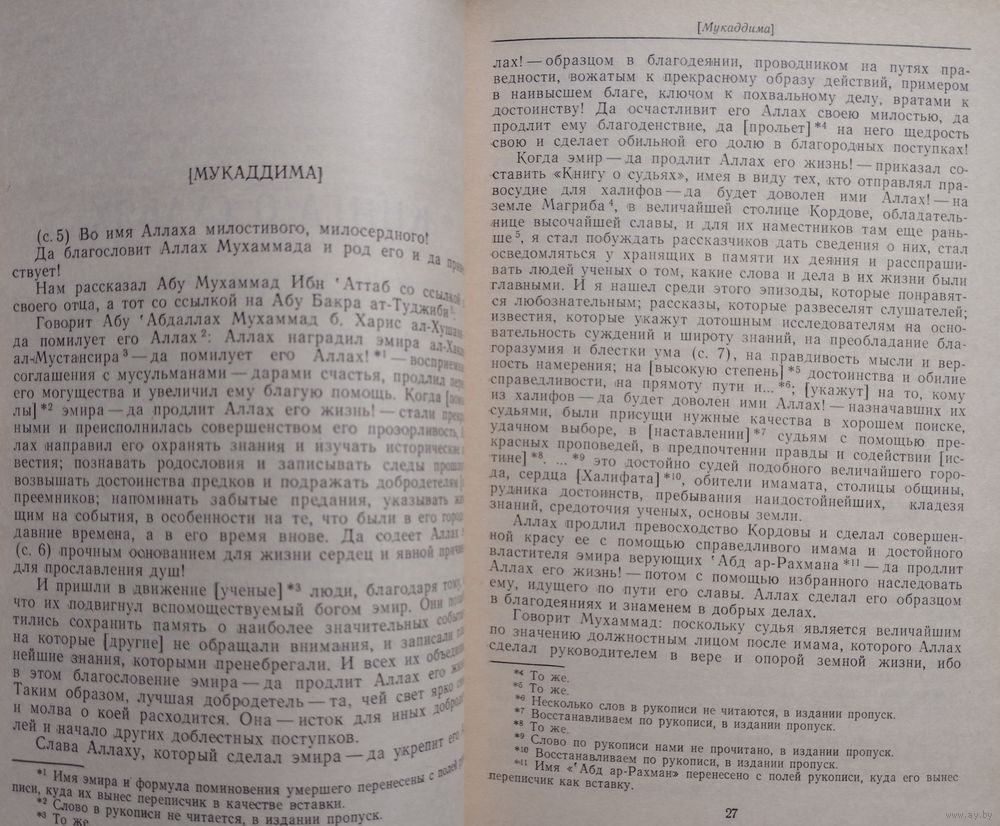 [МУКАДДИМА]
(с. 5) Во имя Аллаха милостивого, милосердного!
Да благословит Аллах Мухаммада и род его и да
ствует!
Нам рассказал Абу Мухаммад Ибн ʿАттаб со ссылкой
своего отца, а тот со ссылкой на Абу Бакра ат-Туджиби¹.
Говорит Абу ʿАбдаллах Мухаммад б. Харис ал-Хушани
да помилует его Аллах²: Аллах наградил эмира ал-Хака
ал-Мустансира³ — да помилует его Аллах!*¹ — восприем
соглашения с мусульманами — дарами счастья, продлил
его могущества и увеличил ему благую помощь. Когда
лы]*² эмира — да продлит Аллах его жизнь! — стали прекра
ными и преисполнилась совершенством его прозорливость,
лах направил его охранять знания и изучать исторические
вестия; познавать родословия и записывать следы прошл
возвышать достоинства предков и подражать добродетелям
преемников; напоминать забытые предания, указывать
щим на события, в особенности на те, что были в его город
давние времена, а в его время внове. Да содеет Аллах
(с. 6) прочным основанием для жизни сердец и явной причин
для прославления душ!
И пришли в движение [ученые]*³ люди, благодаря тому,
что их подвигнул вспомоществуемый богом эмир. Они
тились сохранить память о наиболее значительных событ
на которые [другие] не обращали внимания, и записали
нейшие знания, которыми пренебрегали. И всех их объеди
в этом благословение эмира — да продлит Аллах его
Таким образом, лучшая добродетель — та, чей свет ярко
и молва о коей расходится. Она — исток для иных доброде
лей и начало других доблестных поступков.
Слава Аллаху, который сделал эмира — да укрепит его
*¹ Имя эмира и формула поминовения умершего перенесены с полей
писи, куда их вынес переписчик в качестве вставки.
*² Слово в рукописи не читается, в издании пропуск.
*³ То же.
[Мукаддима]
лах! — образцом в благодеянии, проводником на путях пра-
ведности, вожатым к прекрасному образу действий, примером
в наивысшем благе, ключом к похвальному делу, вратами к
достоинству! Да осчастливит его Аллах своею милостью, да
продлит ему благоденствие, да [прольет]*⁴ на него щедрость
свою и сделает обильной его долю в благородных поступках!
Когда эмир — да продлит Аллах его жизнь! — приказал со-
ставить «Книгу о судьях», имея в виду тех, кто отправлял пра-
восудие для халифов — да будет доволен ими Аллах! — на
земле Магриба⁴, в величайшей столице Кордове, обладатель-
нице высочайшей славы, и для их наместников там еще рань-
ше⁵, я стал побуждать рассказчиков дать сведения о них, стал
осведомляться у хранящих в памяти их деяния и расспраши-
вать людей ученых о том, какие слова и дела в их жизни были
главными. И я нашел среди этого эпизоды, которые понравят-
ся любознательным; рассказы, которые развеселят слушателей;
известия, которые укажут дотошным исследователям на осно-
вательность суждений и широту знаний, на преобладание бла-
горазумия и блестки ума (с. 7), на правдивость мысли и вер-
ность намерения; на [высокую степень]*⁵ достоинства и обилие
справедливости, на прямоту пути и...*⁶, [укажут] на то, кому
из халифов — да будет доволен ими Аллах! — назначавших их
судьями, были присущи нужные качества в хорошем поиске,
удачном выборе, в [наставлении]*⁷ судьям с помощью пре-
красных проповедей, в предпочтении правды и содействии [ис-
тине]*⁸. ...*⁹ это достойно судей подобного величайшего горо-
да, сердца [Халифата]*¹⁰, обители имамата, столицы общины,
рудника достоинств, пребывания наидостойнейших, кладезя
знаний, средоточия ученых, основы земли.
Аллах продлил превосходство Кордовы и сделал совершен-
ной красу ее с помощью справедливого имама и достойного
властителя эмира верующих ʿАбд ар-Рахмана*¹¹ — да продлит
Аллах его жизнь! — потом с помощью избранного наследовать
ему, идущего по пути его славы. Аллах сделал его образцом
в благодеяниях и знаменем в добрых делах.
Говорит Мухаммад: поскольку судья является величайшим
по значению должностным лицом после имама, которого Аллах
сделал руководителем в вере и опорой земной жизни, ибо
*⁴ То же.
*⁵ То же.
*⁶ Несколько слов в рукописи не читаются, в издании пропуск.
*⁷ Восстанавливаем по рукописи, в издании пропуск.
*⁸ То же.
*⁹ Слово по рукописи нами не прочитано, в издании пропуск.
*¹⁰ Восстанавливаем по рукописи, в издании пропуск.
*¹¹ Имя «ʿАбд ар-Рахман» перенесено с полей рукописи, куда его вынес
переписчик как вставку.
27
www.ay.by